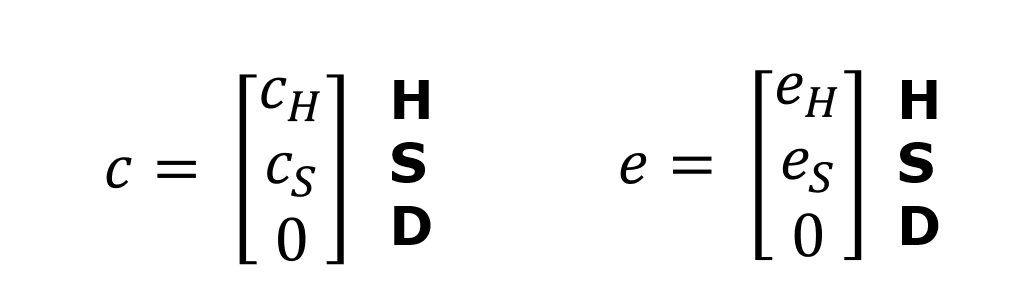 c = [c_H c_S 0] H S D
e = [e_H e_S 0] H S D